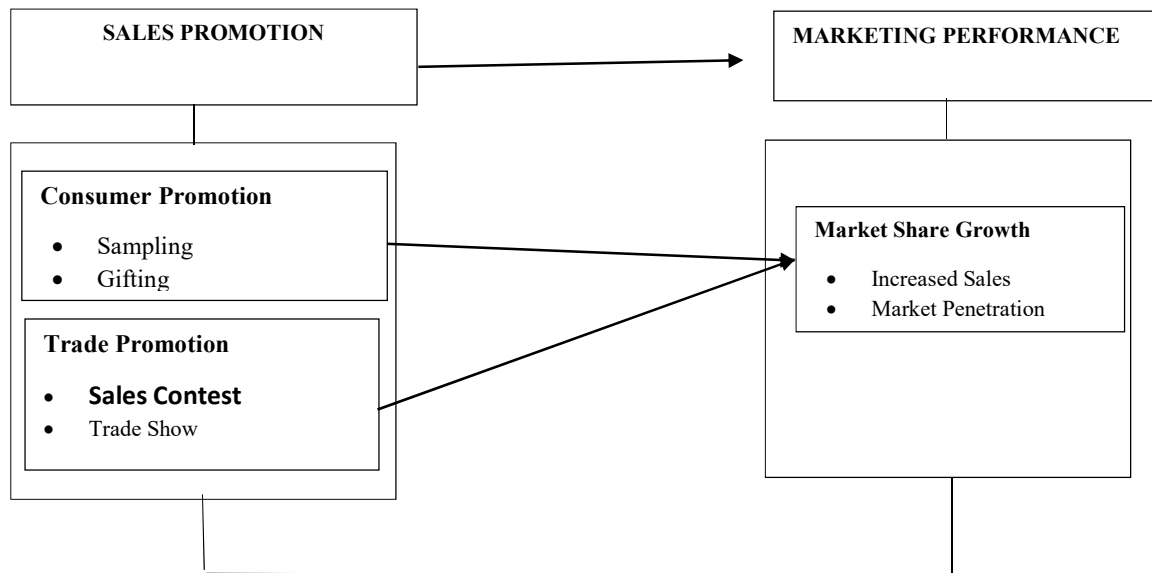 SALES PROMOTION
MARKETING PERFORMANCE
Consumer Promotion
• Sampling
• Gifting
Trade Promotion
• Sales Contest
• Trade Show
Market Share Growth
• Increased Sales
• Market Penetration